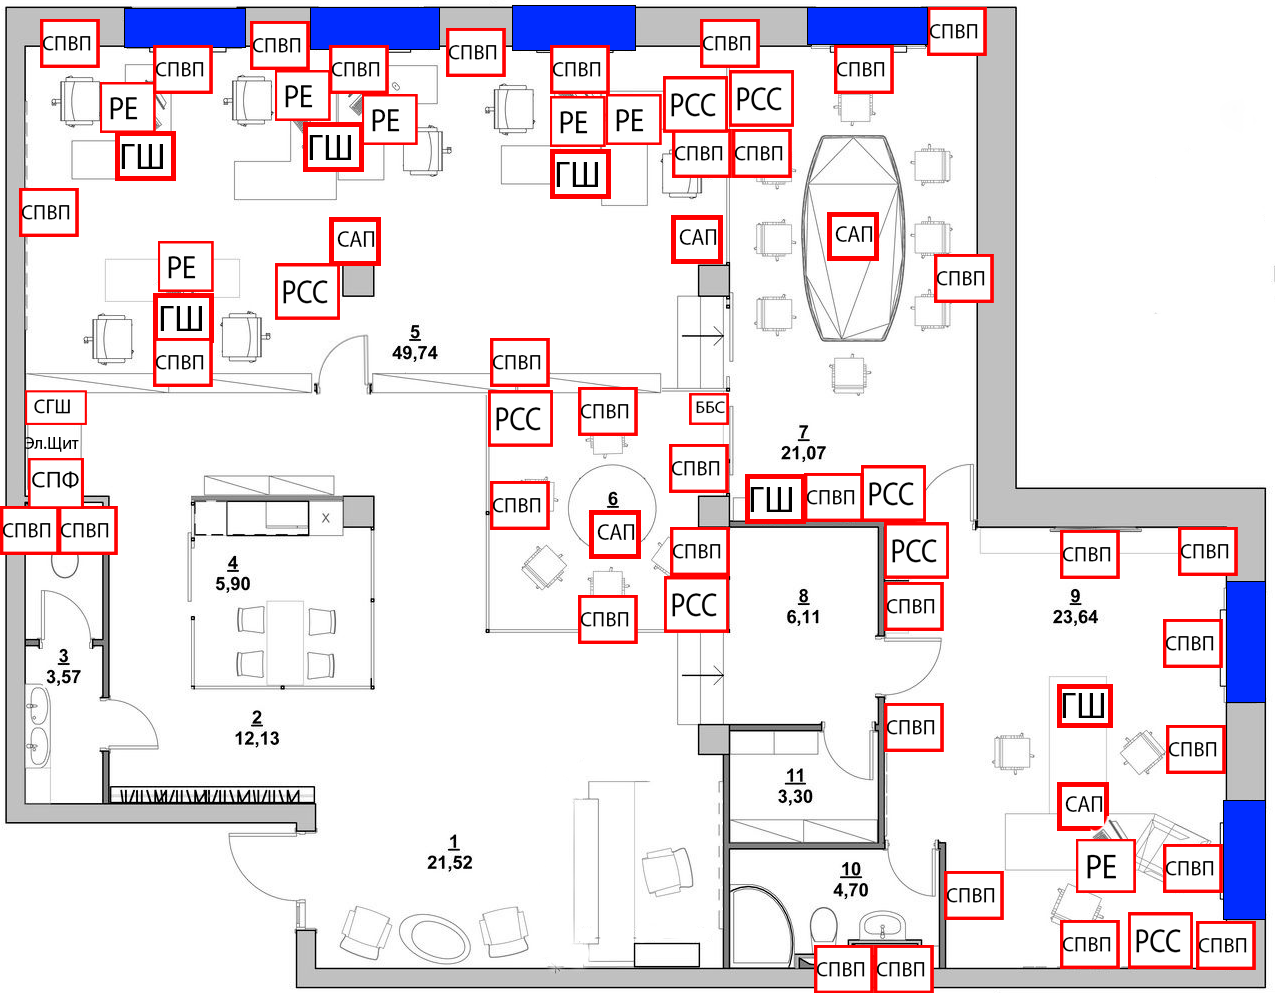 СПВП
СПВП
СПВП
СПВП
СПВП
СПВП
СПВП
СПВП
СПВП
РЕ
РЕ
РЕ
РЕ
РЕ
РСС
РСС
ГШ
ГШ
ГШ
СПВП
СПВП
СПВП
САП
САП
САП
РЕ
РСС
СПВП
ГШ
СПВП
5
49,74
СПВП
СГШ
РСС
СПВП
ББС
Эл.Щит
7
21,07
СПФ
СПВП
СПВП
6
ГШ
СПВП
РСС
СПВП
СПВП
X
САП
СПВП
РСС
СПВП
СПВП
4
5,90
РСС
СПВП
СПВП
8
6,11
9
23,64
СПВП
3
3,57
ГШ
2
12,13
СПВП
СПВП
11
3,30
САП
1
21,52
10
4,70
РЕ
СПВП
СПВП
СПВП
РСС
СПВП
СПВП
СПВП